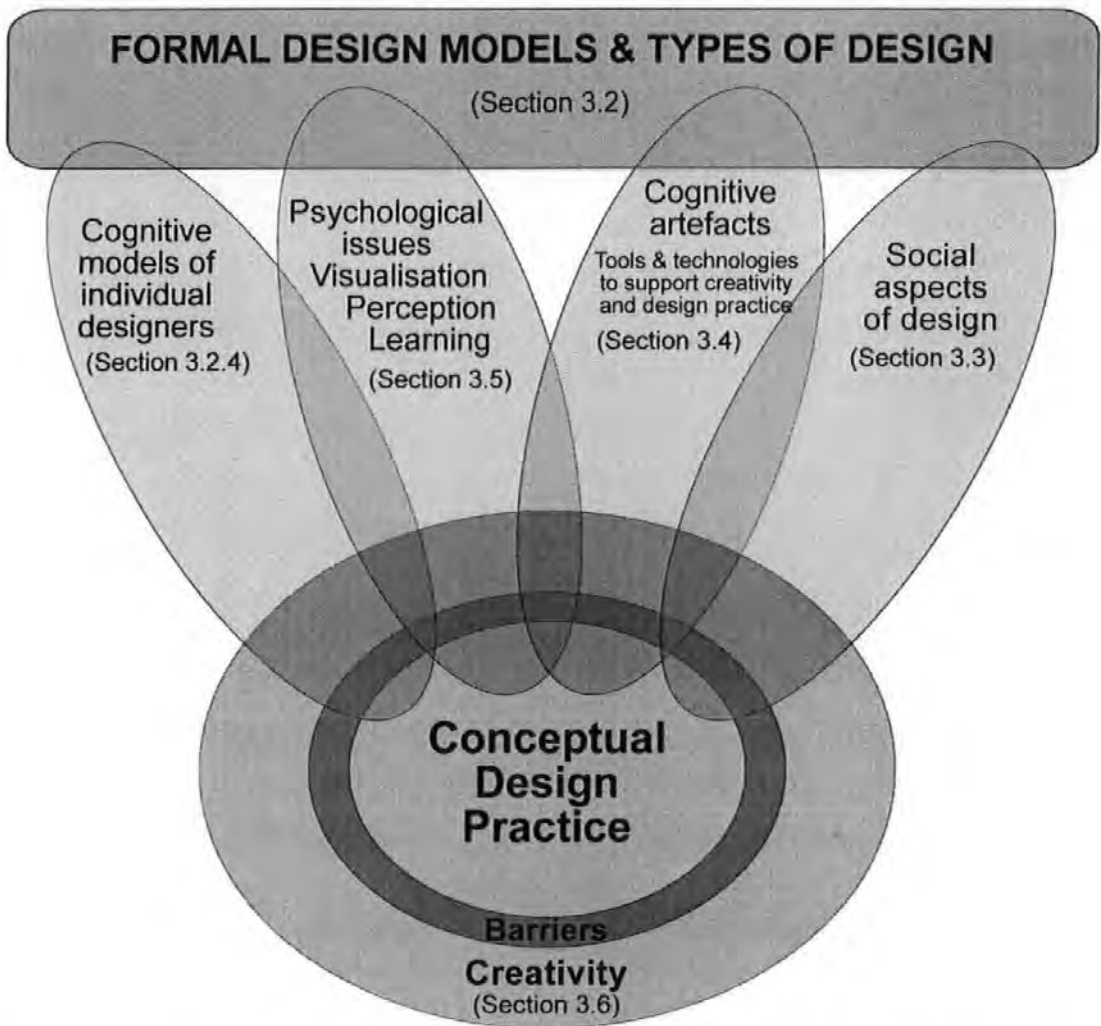 FORMAL DESIGN MODELS & TYPES OF DESIGN
(Section 3.2)
Cognitive
models of
individual
designers
(Section 3.2.4)
Psychological
issues
Visualisation
Perception
Learning
(Section 3.5)
Cognitive
artefacts
Tools & technologies
to support creativity
and design practice
(Section 3.4)
Social
aspects
of design
(Section 3.3)
Conceptual
Design
Practice
Barriers
Creativity
(Section 3.6)